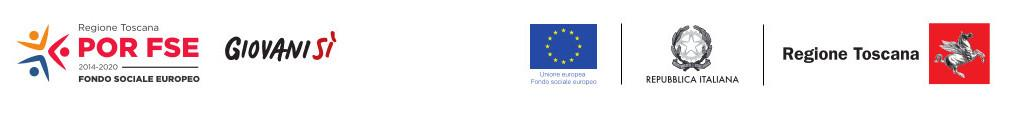 Regione Toscana
POR FSE
2014-2020
FONDO SOCIALE EUROPEO
GIOVANISÌ
Unione europea
Fondo sociale europeo
REPUBBLICA ITALIANA
Regione Toscana